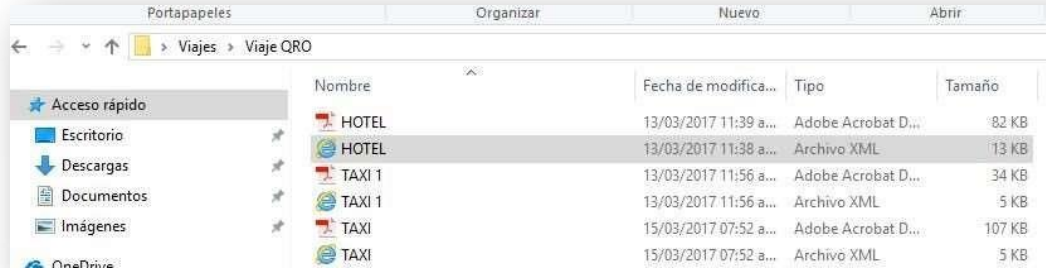 Portapapeles Organizar Nuevo Abrir
Viajes > Viaje QRO
Nombre Fecha de modifica... Tipo Tamaño
Acceso rápido
HOTEL 13/03/2017 11:39 a... Adobe Acrobat D... 82 KB
Escritorio
HOTEL 13/03/2017 11:38 a... Archivo XML 13 KB
Descargas
TAXI 1 13/03/2017 11:56 a... Adobe Acrobat D... 34 KB
Documentos
TAXI 1 13/03/2017 11:56 a... Archivo XML 5 KB
Imágenes
TAXI 15/03/2017 07:52 a... Adobe Acrobat D... 107 KB
OneDrive
TAXI 15/03/2017 07:52 a... Archivo XML 5 KB